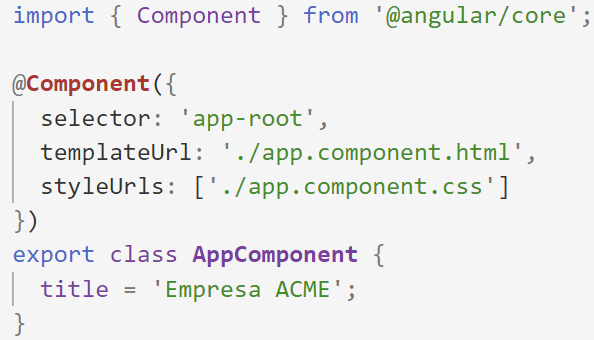 import { Component } from '@angular/core';
@Component({
selector: 'app-root',
templateUrl: './app.component.html',
styleUrls: ['./app.component.css']
})
export class AppComponent {
title = 'Empresa ACME';
}